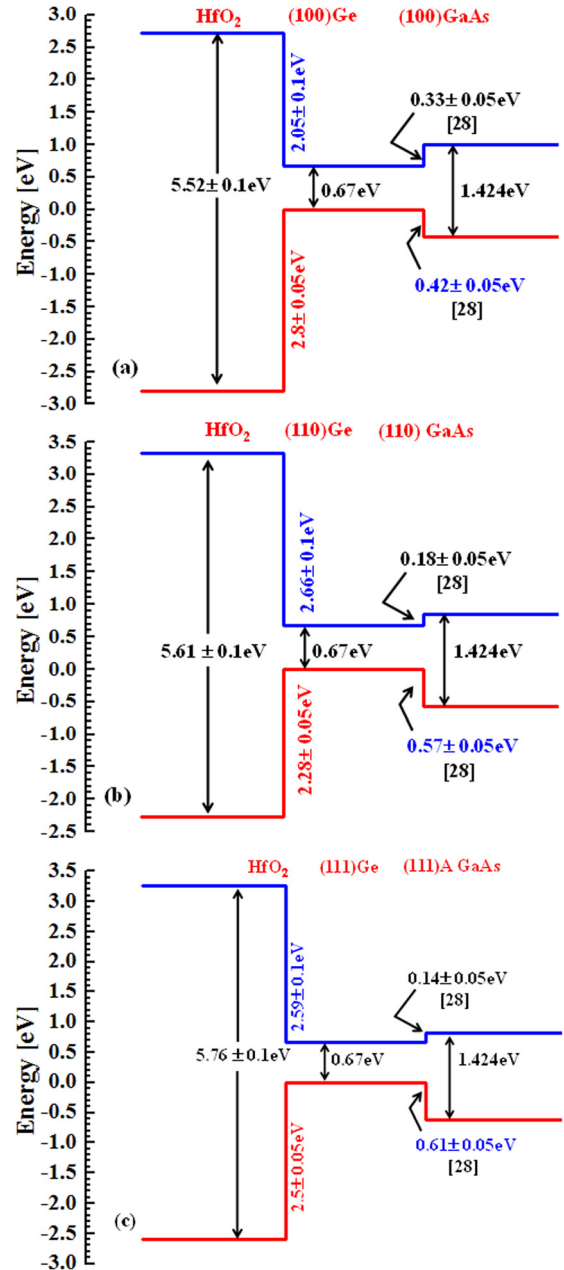 HfO2 (100)Ge (100)GaAs
3.0
2.5
2.0
1.5
1.0
0.5
0.0
-0.5
-1.0
-1.5
-2.0
-2.5
-3.0
Energy [eV]
2.05± 0.1eV
0.33± 0.05eV
[28]
5.52± 0.1eV
0.67eV
1.424eV
2.8± 0.05eV
0.42± 0.05eV
[28]
(a)
HfO2 (110)Ge (110) GaAs
3.5
3.0
2.5
2.0
1.5
1.0
0.5
0.0
-0.5
-1.0
-1.5
-2.0
-2.5
Energy [eV]
2.66± 0.1eV
0.18± 0.05eV
[28]
5.61 ± 0.1eV
0.67eV
1.424eV
2.28± 0.05eV
0.57± 0.05eV
[28]
(b)
HfO2 (111)Ge (111)A GaAs
3.5
3.0
2.5
2.0
1.5
1.0
0.5
0.0
-0.5
-1.0
-1.5
-2.0
-2.5
-3.0
Energy [eV]
2.59±0.1eV
0.14±0.05eV
[28]
5.76 ±0.1eV
0.67eV
1.424eV
2.5±0.05eV
0.61±0.05eV
[28]
(c)